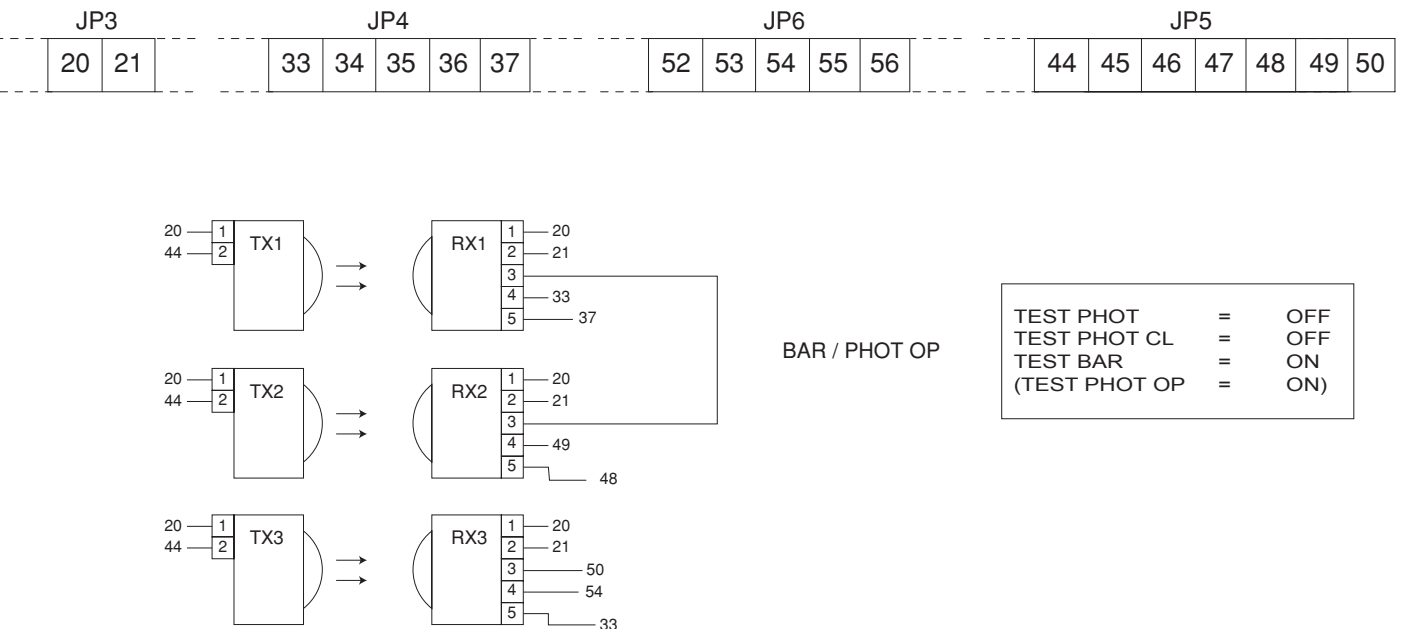 JP3 JP4 JP6 JP5
20 21 33 34 35 36 37 52 53 54 55 56 44 45 46 47 48 49 50
20 1 TX1 RX1 1 20
44 2 2 21
3
4 33
5 37
BAR / PHOT OP
TEST PHOT = OFF
TEST PHOT CL = OFF
TEST BAR = ON
(TEST PHOT OP = ON)
20 1 TX2 RX2 1 20
44 2 2 21
3
4 49
5 48
20 1 TX3 RX3 1 20
44 2 2 21
3 50
4 54
5 33